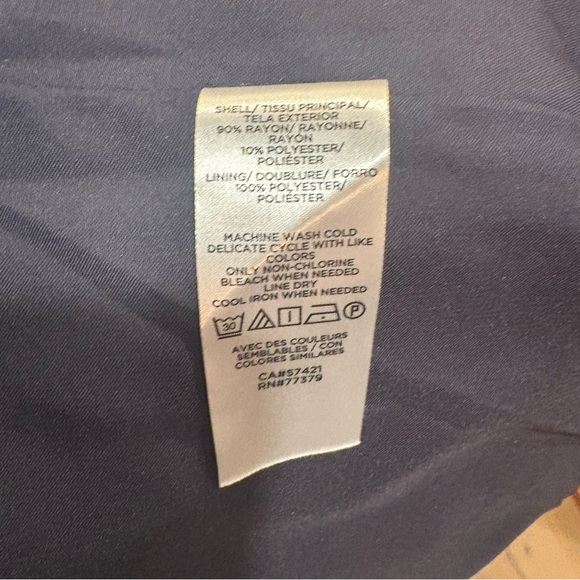 SHELL/ TISSU PRINCIPAL/
TELA EXTERIOR
90% RAYON/ RAYONNE/
RAYÓN
10% POLYESTER/
POLIÉSTER
LINING/ DOUBLURE/ FORRO
100% POLYESTER/
POLIÉSTER
MACHINE WASH COLD
DELICATE CYCLE WITH LIKE
COLORS
ONLY NON-CHLORINE
BLEACH WHEN NEEDED
LINE DRY
COOL IRON WHEN NEEDED
30 P
AVEC DES COULEURS
SEMBLABLES / CON
COLORES SIMILARES
CA#57421
RN#77379